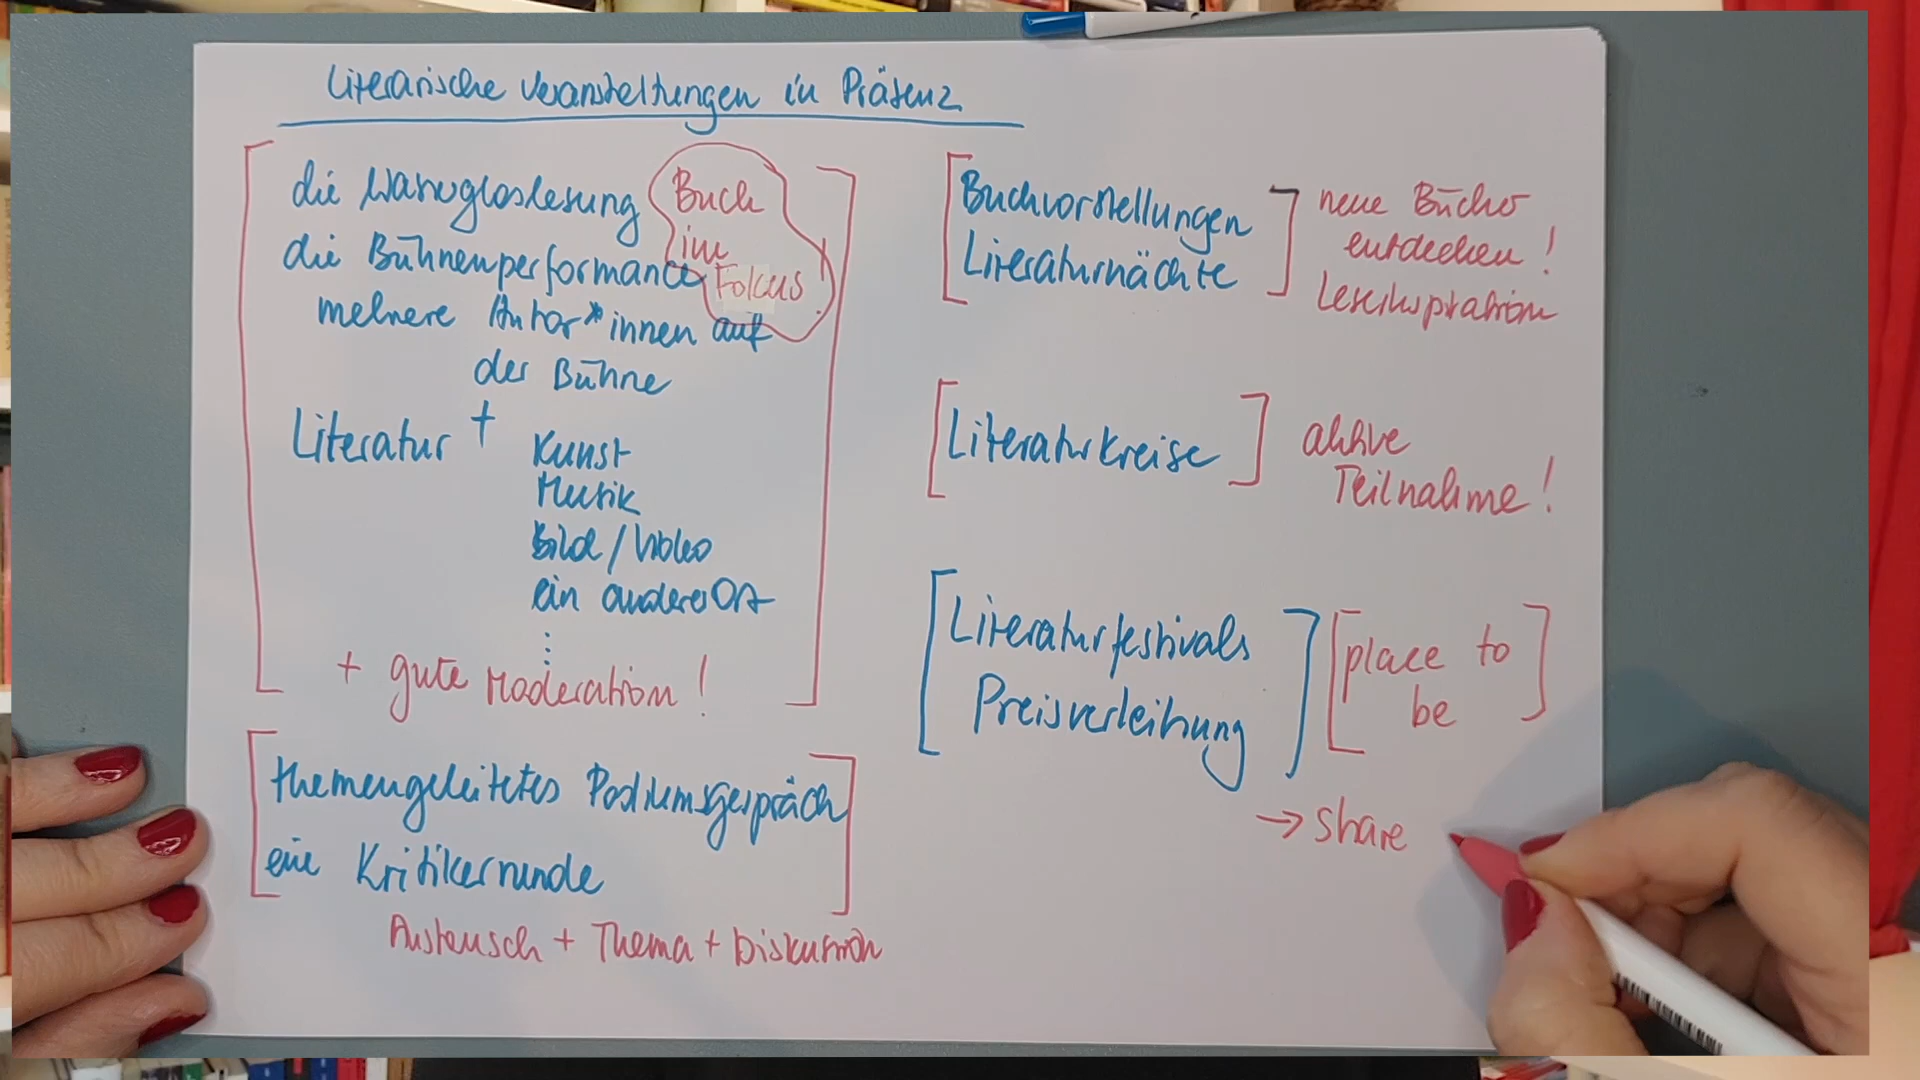 Literarische Veranstaltungen in Präsenz
die Wasserglaslesung
Buch
im
Fokus
die Bühnenperformance
mehrere Autor*innen auf
der Bühne
Literatur +
Kunst
Musik
Bild / Video
ein anderer Ort
⋮
+ gute Moderation!
themengeleitetes Podiumsgespräch
eine Kritikerrunde
Austausch + Thema + Diskussion
Buchvorstellungen
Literaturnächte
neue Bücher
entdecken!
Leseinspiration
Literaturkreise
aktive
Teilnahme!
Literaturfestivals
Preisverleihung
place to
be
→ share